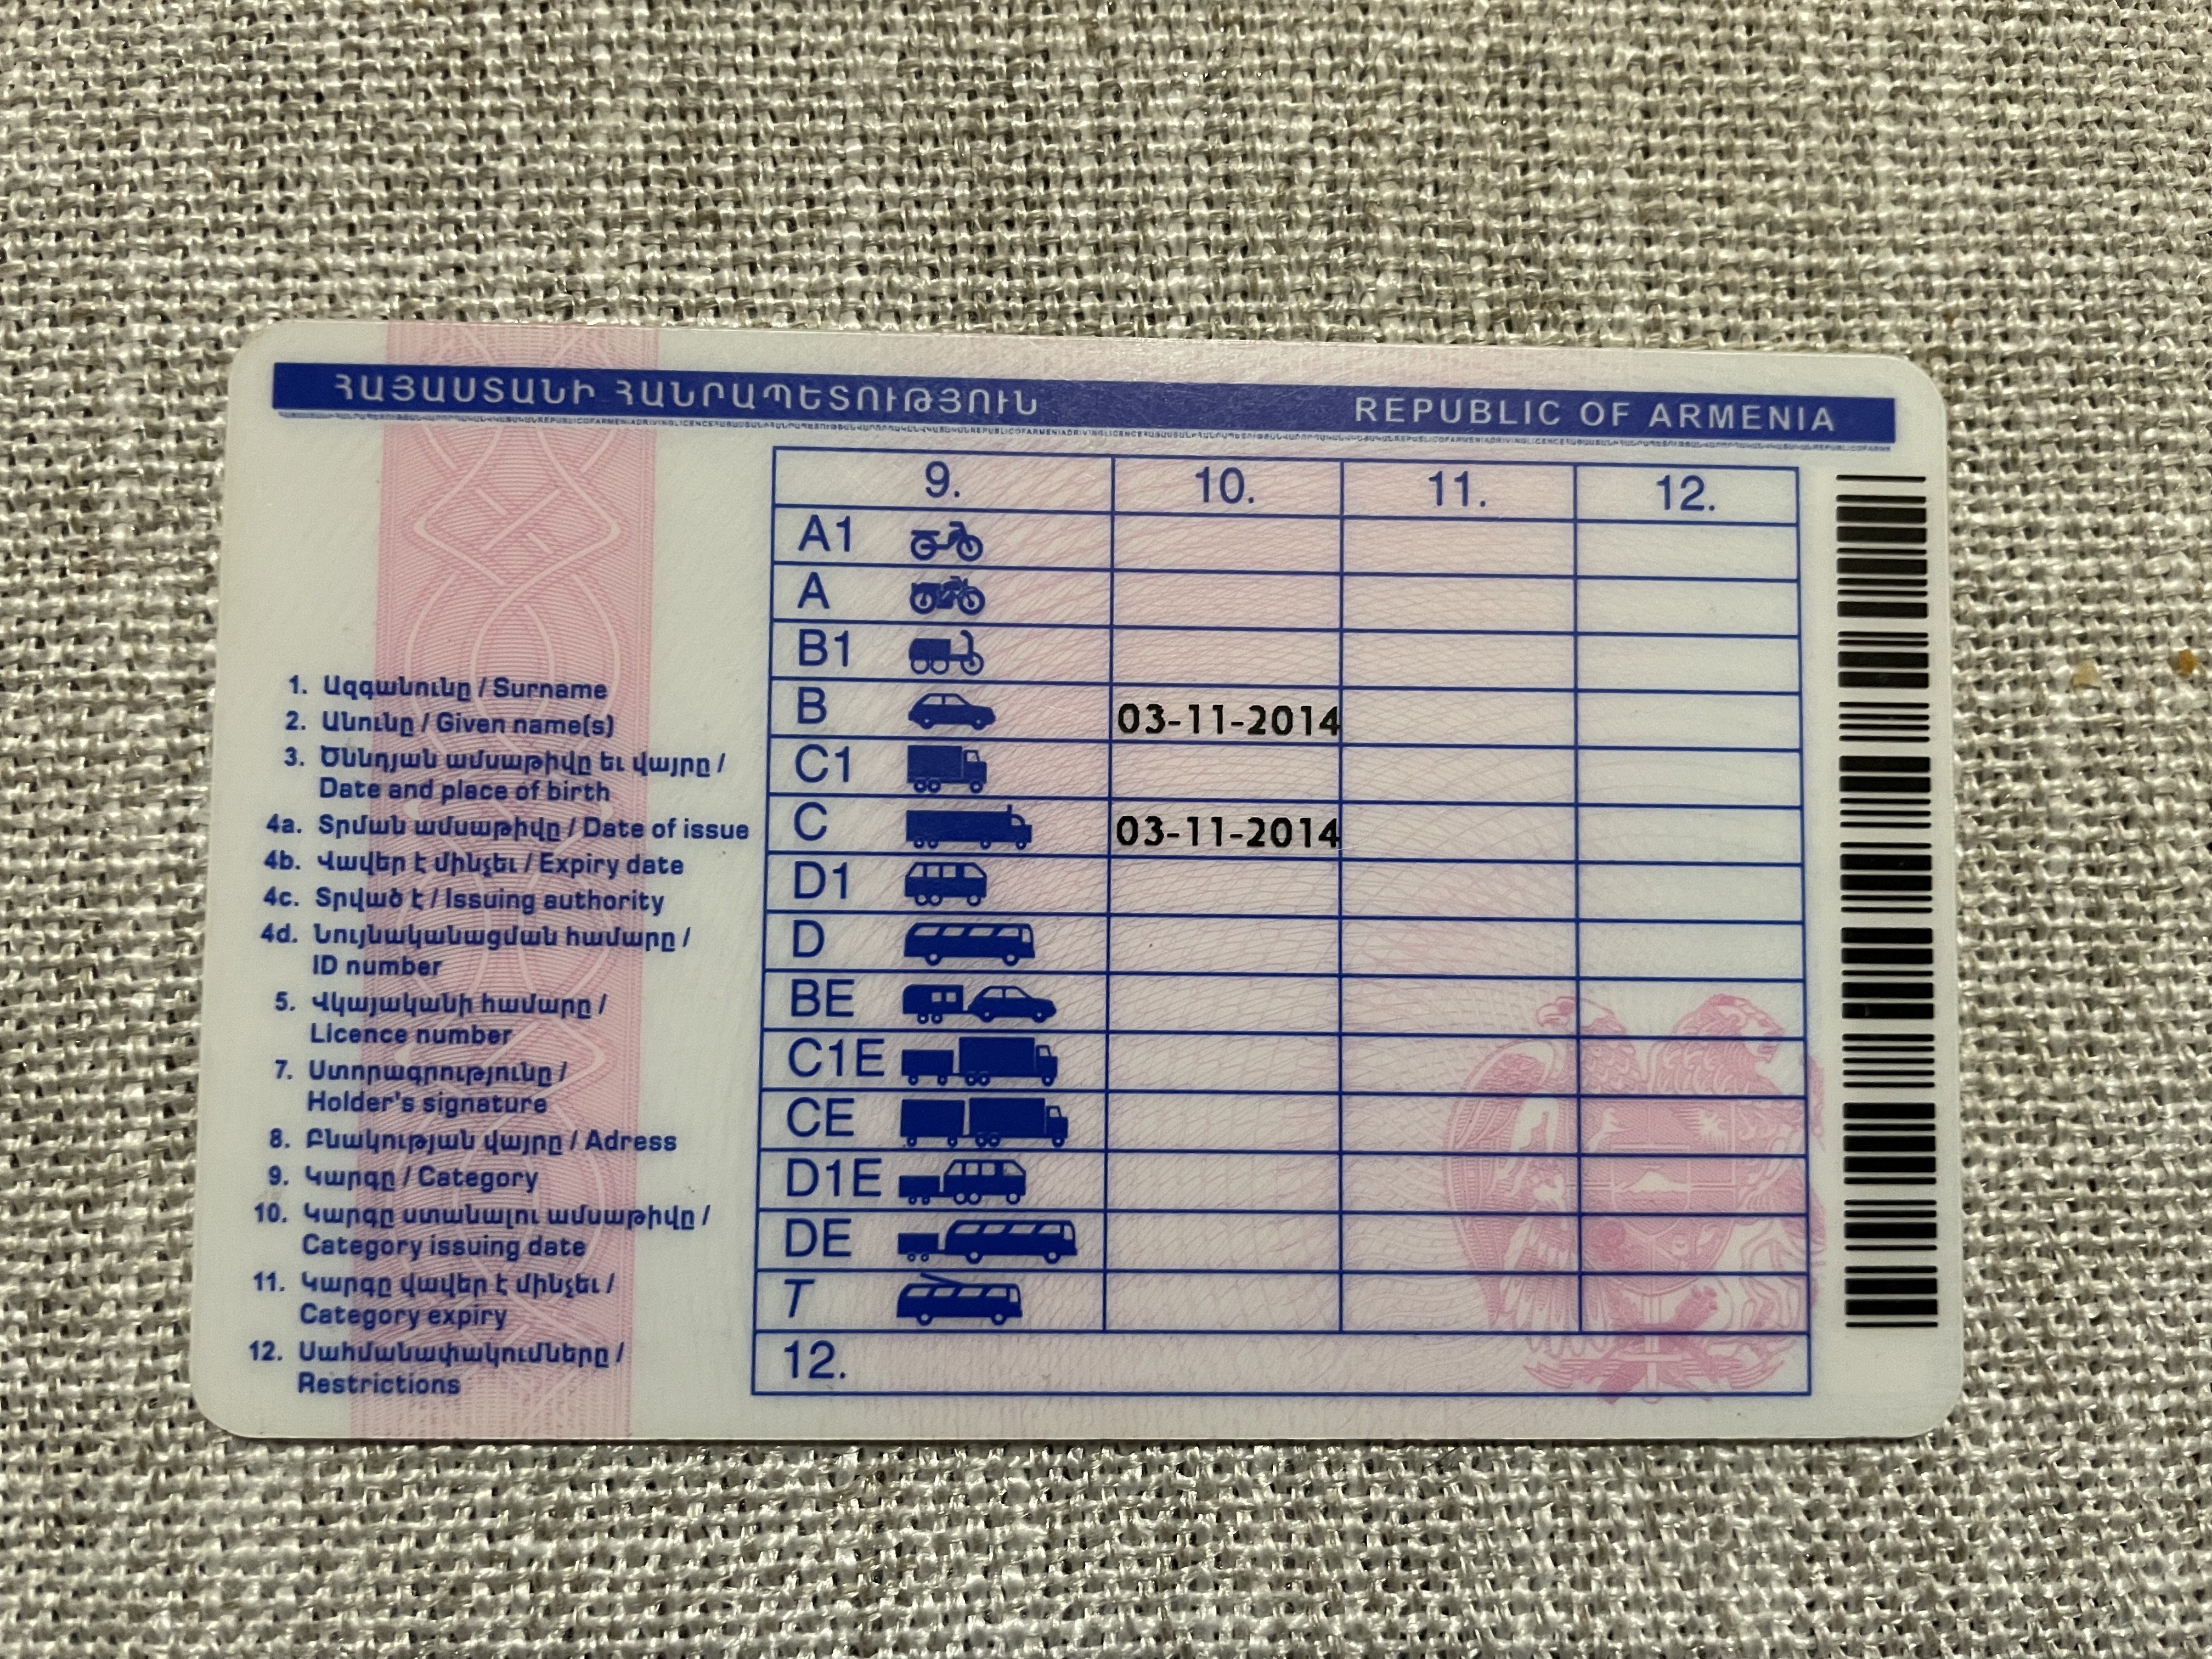 ՀԱՅԱՍՏԱՆԻ ՀԱՆՐԱՊԵՏՈՒԹՅՈՒՆ REPUBLIC OF ARMENIA
1. Ազգանունը / Surname
2. Անունը / Given name(s)
3. Ծննդյան ամսաթիվը եւ վայրը /
Date and place of birth
4a. Տրման ամսաթիվը / Date of issue
4b. Վավեր է մինչեւ / Expiry date
4c. Տրված է / Issuing authority
4d. Նույնականացման համարը /
ID number
5. Վկայականի համարը /
Licence number
7. Ստորագրությունը /
Holder's signature
8. Բնակության վայրը / Adress
9. Կարգը / Category
10. Կարգը ստանալու ամսաթիվը /
Category issuing date
11. Կարգը վավեր է մինչեւ /
Category expiry
12. Սահմանափակումները /
Restrictions
9. 10. 11. 12.
A1
A
B1
B 03-11-2014
C1
C 03-11-2014
D1
D
BE
C1E
CE
D1E
DE
T
12.